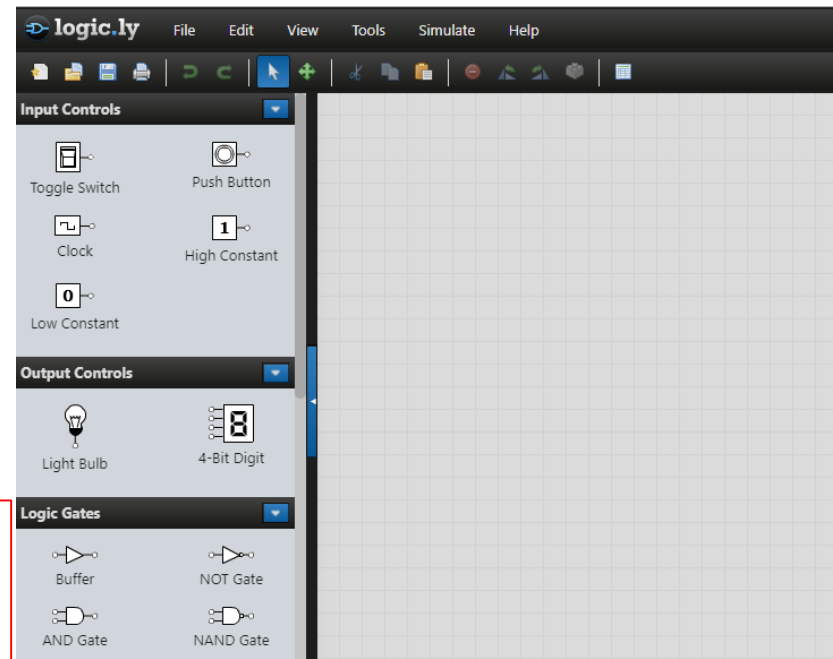 logic.ly File Edit View Tools Simulate Help
Input Controls
Toggle Switch Push Button
Clock High Constant
1
0
Low Constant
Output Controls
8
Light Bulb 4-Bit Digit
Logic Gates
Buffer NOT Gate
AND Gate NAND Gate